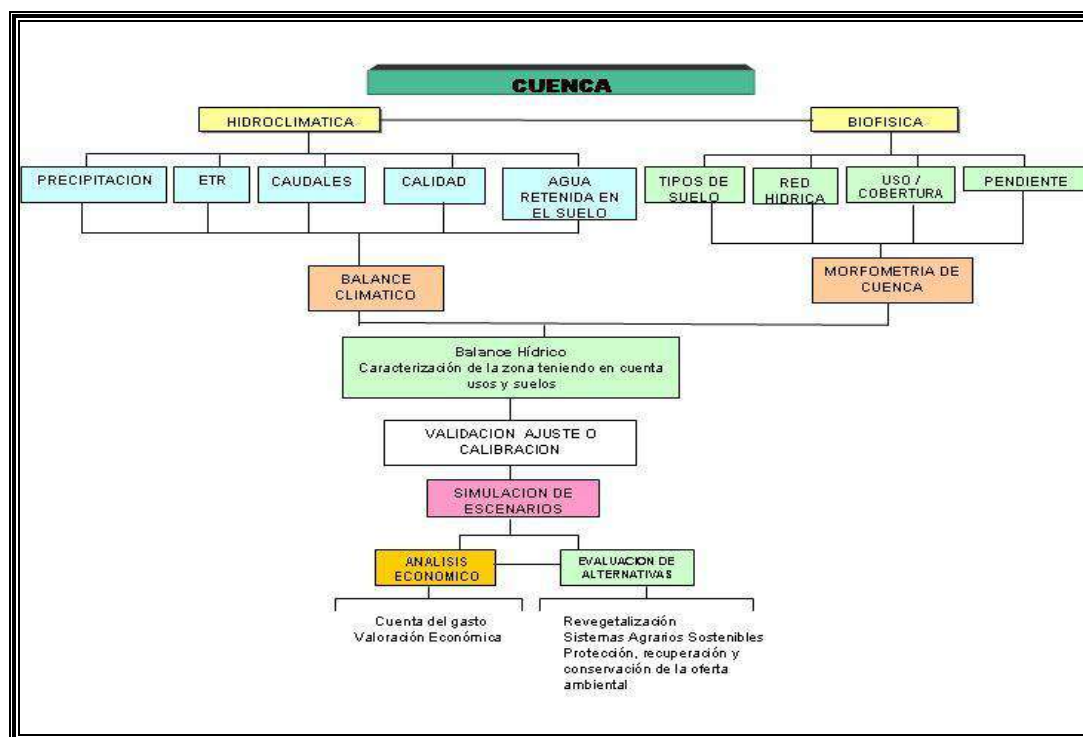 CUENCA
HIDROCLIMATICA
BIOFISICA
PRECIPITACION
ETR
CAUDALES
CALIDAD
AGUA
RETENIDA EN
EL SUELO
TIPOS DE
SUELO
RED
HIDRICA
USO /
COBERTURA
PENDIENTE
BALANCE
CLIMATICO
MORFOMETRIA DE
CUENCA
Balance Hídrico
Caracterización de la zona teniendo en cuenta
usos y suelos
VALIDACION AJUSTE O
CALIBRACION
SIMULACION DE
ESCENARIOS
ANALISIS
ECONOMICO
EVALUACION DE
ALTERNATIVAS
Cuenta del gasto
Valoración Económica
Revegetalización
Sistemas Agrarios Sostenibles
Protección, recuperación y
conservación de la oferta
ambiental